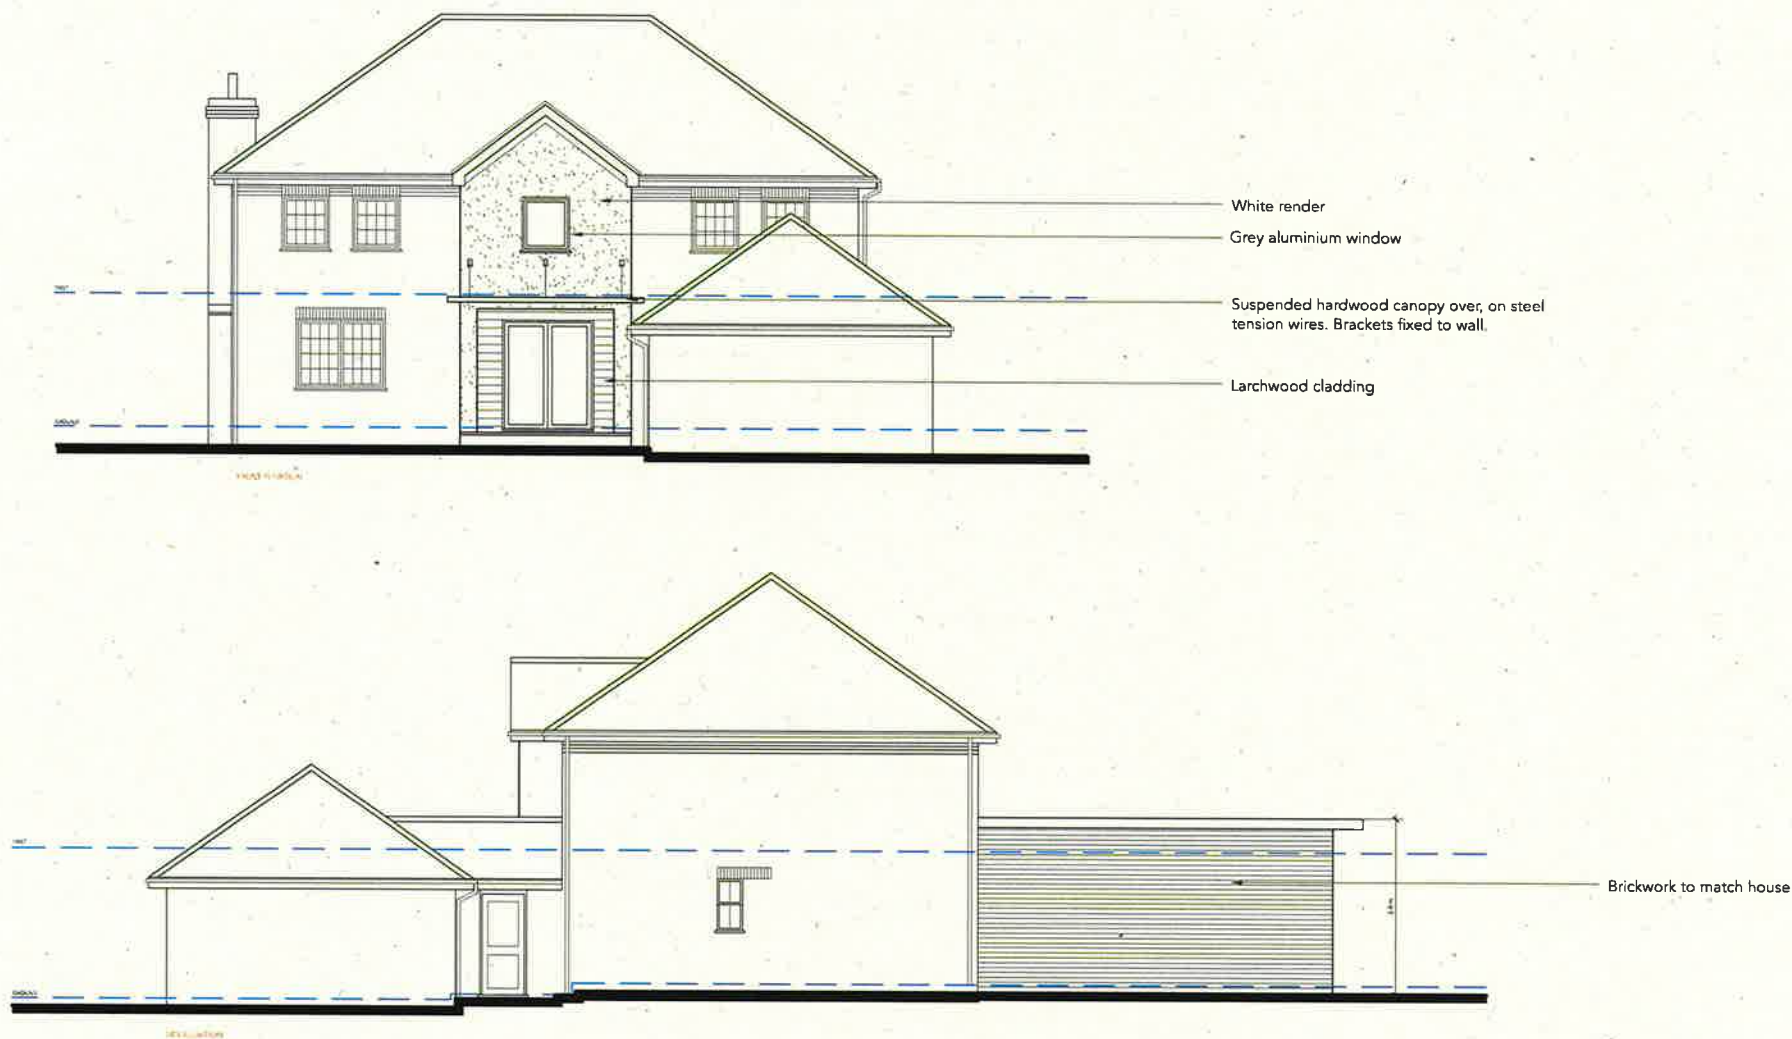 White render
Grey aluminium window
Suspended hardwood canopy over, on steel
tension wires. Brackets fixed to wall.
Larchwood cladding
Brickwork to match house